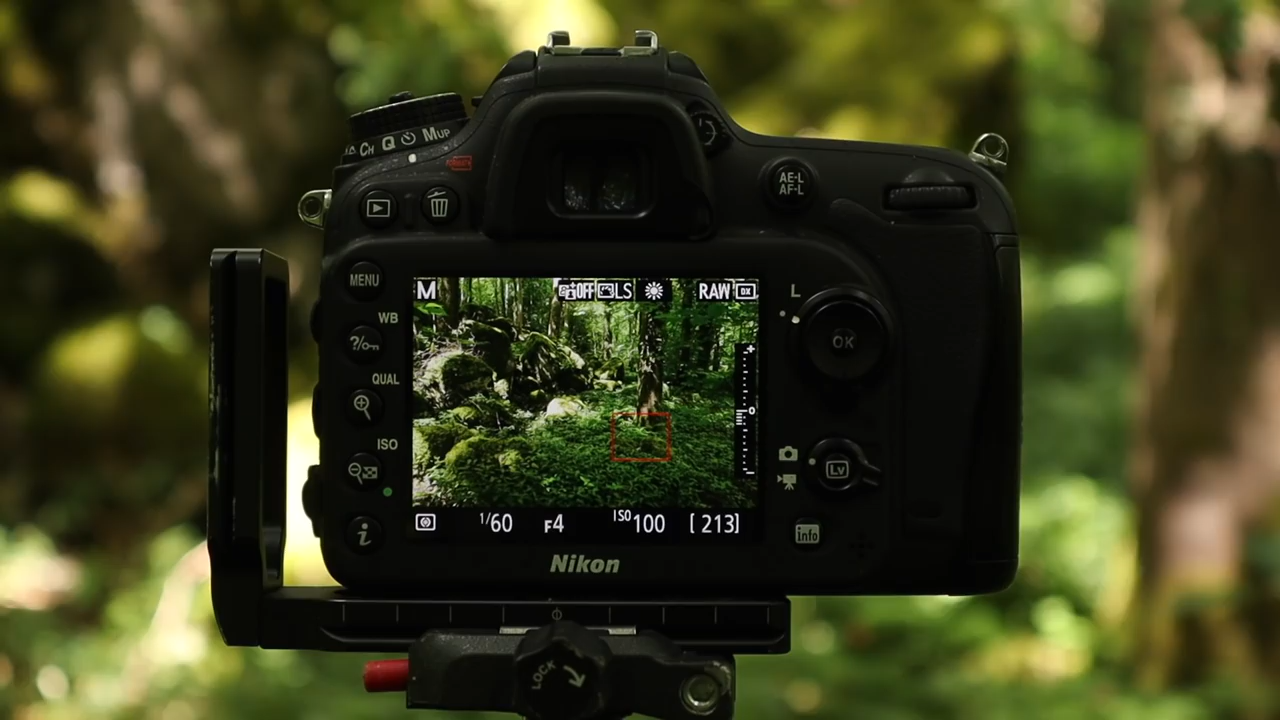 CH Q MUP
AE-L
AF-L
MENU
WB
QUAL
ISO
i
M OFF LS RAW DX
L
OK
+
0
-
Lv
info
1/60 F4 ISO 100 [ 213]
Nikon
LOCK